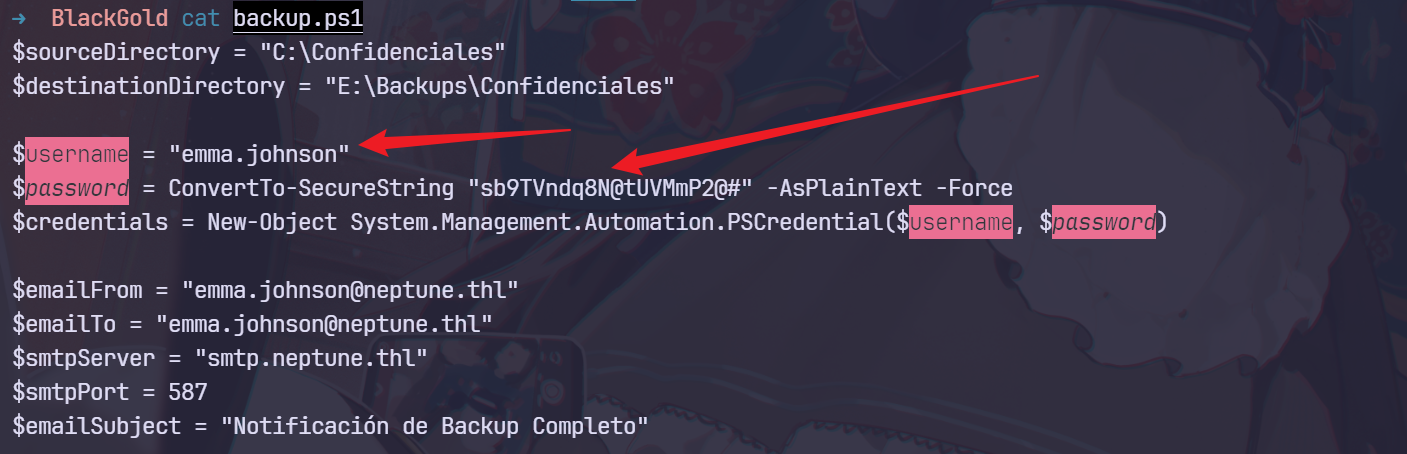 → BlackGold cat backup.ps1
$sourceDirectory = "C:\Confidenciales"
$destinationDirectory = "E:\Backups\Confidenciales"
$username = "emma.johnson"
$password = ConvertTo-SecureString "sb9TVndq8N@tUVMmP2@#" -AsPlainText -Force
$credentials = New-Object System.Management.Automation.PSCredential($username, $password)
$emailFrom = "emma.johnson@neptune.thl"
$emailTo = "emma.johnson@neptune.thl"
$smtpServer = "smtp.neptune.thl"
$smtpPort = 587
$emailSubject = "Notificación de Backup Completo"